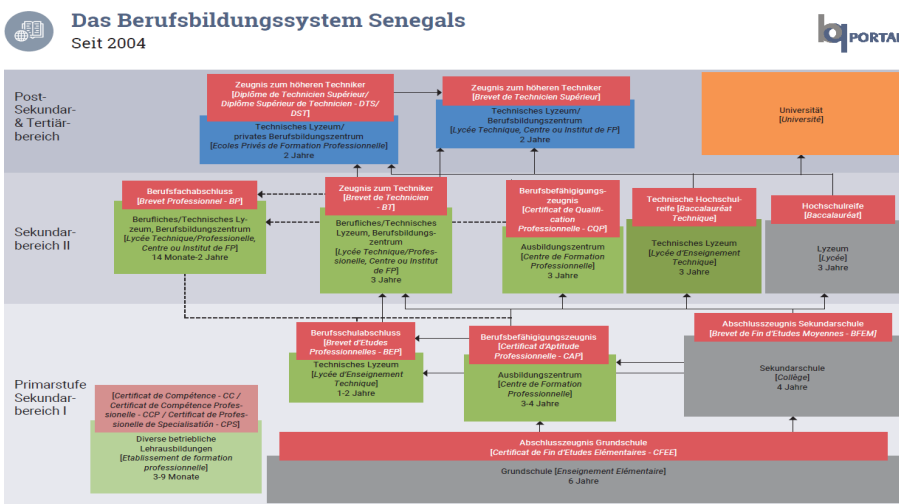 Das Berufsbildungssystem Senegals
Seit 2004
bq PORTAL
Post-
Sekundar-
& Tertiär-
bereich
Zeugnis zum höheren Techniker
[Diplôme de Technicien Supérieur/
Diplôme Supérieur de Technicien - DTS/
DST]
Technisches Lyzeum/
privates Berufsbildungszentrum
[Ecoles Privés de Formation Professionnelle]
2 Jahre
Zeugnis zum höheren Techniker
[Brevet de Technicien Supérieur]
Technisches Lyzeum/
Berufsbildungszentrum
[Lycée Technique, Centre ou Institut de FP]
2 Jahre
Universität
[Université]
Sekundar-
bereich II
Berufsfachabschluss
[Brevet Professionnel - BP]
Berufliches/Technisches Ly-
zeum, Berufsbildungszentrum
[Lycée Technique/Professionelle,
Centre ou Institut de FP]
14 Monate-2 Jahre
Zeugnis zum Techniker
[Brevet de Technicien
- BT]
Berufliches/Technisches
Lyzeum, Berufsbildungs-
zentrum
[Lycée Technique/Profes-
sionelle, Centre ou Institut
de FP]
3 Jahre
Berufsbefähigigungs-
zeugnis
[Certificat de Qualifi-
cation
Professionnelle - CQP]
Ausbildungszentrum
[Centre de Formation
Professionnelle]
3 Jahre
Technische Hochschul-
reife [Baccalauréat
Technique]
Technisches Lyzeum
[Lycée d'Enseignement
Technique]
3 Jahre
Hochschulreife
[Baccalauréat]
Lyzeum
[Lycée]
3 Jahre
Primarstufe
Sekundar-
bereich I
[Certificat de Compétence - CC /
Certificat de Compétence Profes-
sionelle - CCP / Certificat de Profes-
sionelle de Specialisatión - CPS]
Diverse betriebliche
Lehrausbildungen
[Etablissement de formation
professionnelle]
3-9 Monate
Berufsschulabschluss
[Brevet d'Etudes
Professionnelles - BEP]
Technisches Lyzeum
[Lycée d'Enseignement
Technique]
1-2 Jahre
Berufsbefähigigungszeugnis
[Certificat d'Aptitude
Professionnelle - CAP]
Ausbildungszentrum
[Centre de Formation
Professionnelle]
3-4 Jahre
Abschlusszeugnis Sekundarschule
[Brevet de Fin d'Etudes Moyennes - BFEM]
Sekundarschule
[Collège]
4 Jahre
Abschlusszeugnis Grundschule
[Certificat de Fin d'Etudes Elémentaires - CFEE]
Grundschule [Enseignement Elémentaire]
6 Jahre